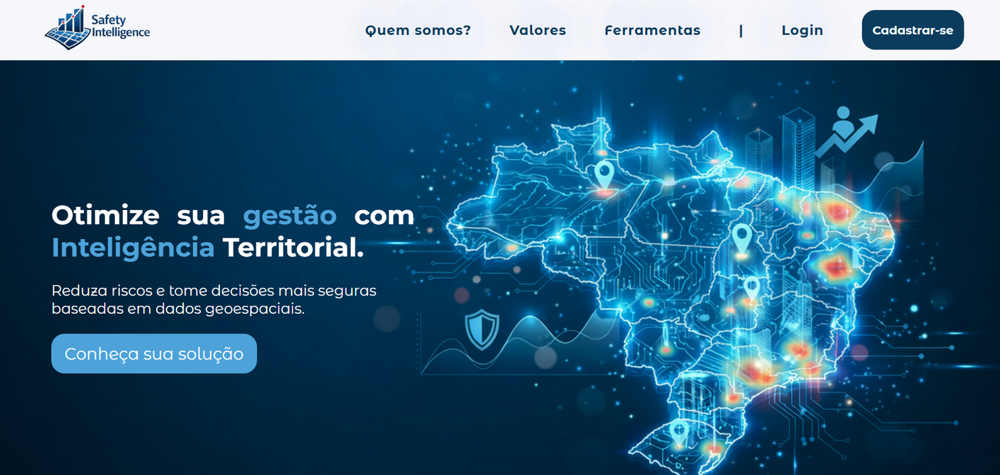 Safety
Intelligence
Quem somos? Valores Ferramentas | Login Cadastrar-se
Otimize sua gestão com
Inteligência Territorial.
Reduza riscos e tome decisões mais seguras
baseadas em dados geoespaciais.
Conheça sua solução